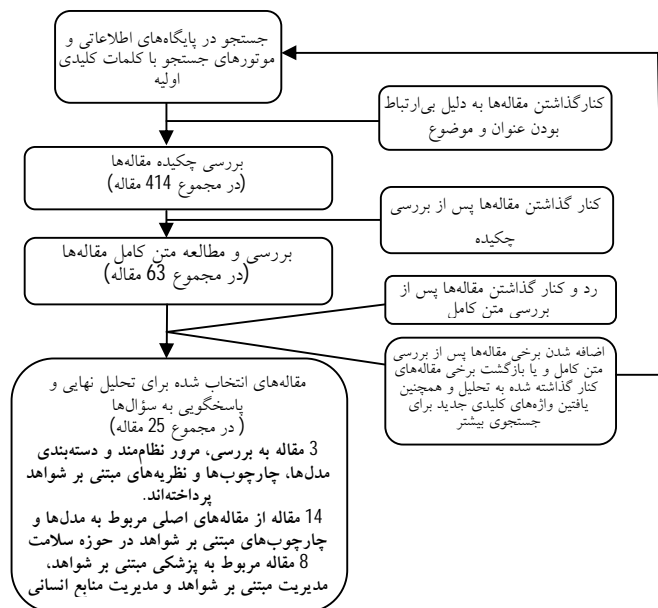 جستجو در پایگاه‌های اطلاعاتی و
موتورهای جستجو با کلمات کلیدی
اولیه
کنارگذاشتن مقاله‌ها به دلیل بی‌ارتباط
بودن عنوان و موضوع
بررسی چکیده مقاله‌ها
(در مجموع 414 مقاله)
کنار گذاشتن مقاله‌ها پس از بررسی
چکیده
بررسی و مطالعه متن کامل مقاله‌ها
(در مجموع 63 مقاله)
رد و کنار گذاشتن مقاله‌ها پس از
بررسی متن کامل
اضافه شدن برخی مقاله‌ها پس از بررسی
متن کامل و یا بازگشت برخی مقاله‌های
کنار گذاشته شده به تحلیل و همچنین
یافتین واژه‌های کلیدی جدید برای
جستجوی بیشتر
مقاله‌های انتخاب شده برای تحلیل نهایی و
پاسخگویی به سؤال‌ها
( در مجموع 25 مقاله)
3 مقاله به بررسی، مرور نظام‌مند و دسته‌بندی
مدل‌ها، چارچوب‌ها و نظریه‌های مبتنی بر شواهد
پرداخته‌اند.
14 مقاله از مقاله‌های اصلی مربوط به مدل‌ها و
چارچوب‌های مبتنی بر شواهد در حوزه سلامت
8 مقاله مربوط به پزشکی مبتنی بر شواهد،
مدیریت مبتنی بر شواهد و مدیریت منابع انسانی